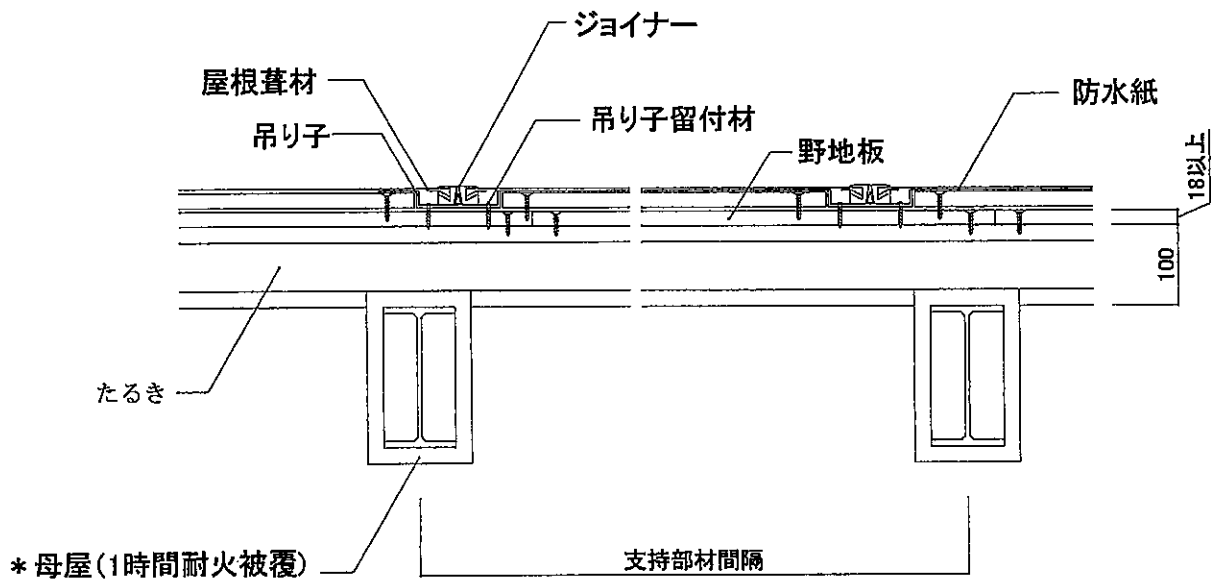 ジョイナー
屋根葺材
防水紙
吊り子
吊り子留付材
野地板
18以上
100
たるき
*母屋(1時間耐火被覆)
支持部材間隔